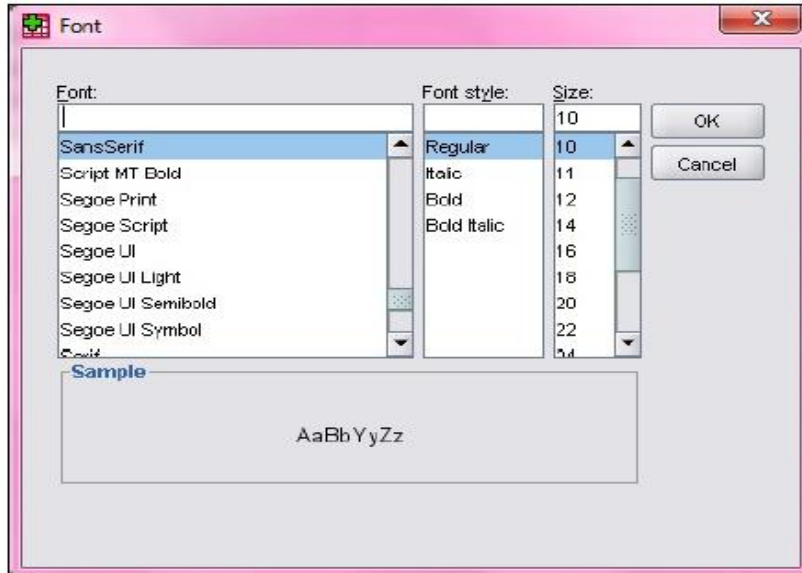 Font
Font:
Font style:
Size:
10
OK
SansSerif
Regular
10
Script MT Bold
Italic
11
Cancel
Segoe Print
Bold
12
Segoe Script
Bold Italic
14
Segoe UI
16
Segoe UI Light
18
Segoe UI Semibold
20
Segoe UI Symbol
22
Serif
24
Sample
AaBbYyZz